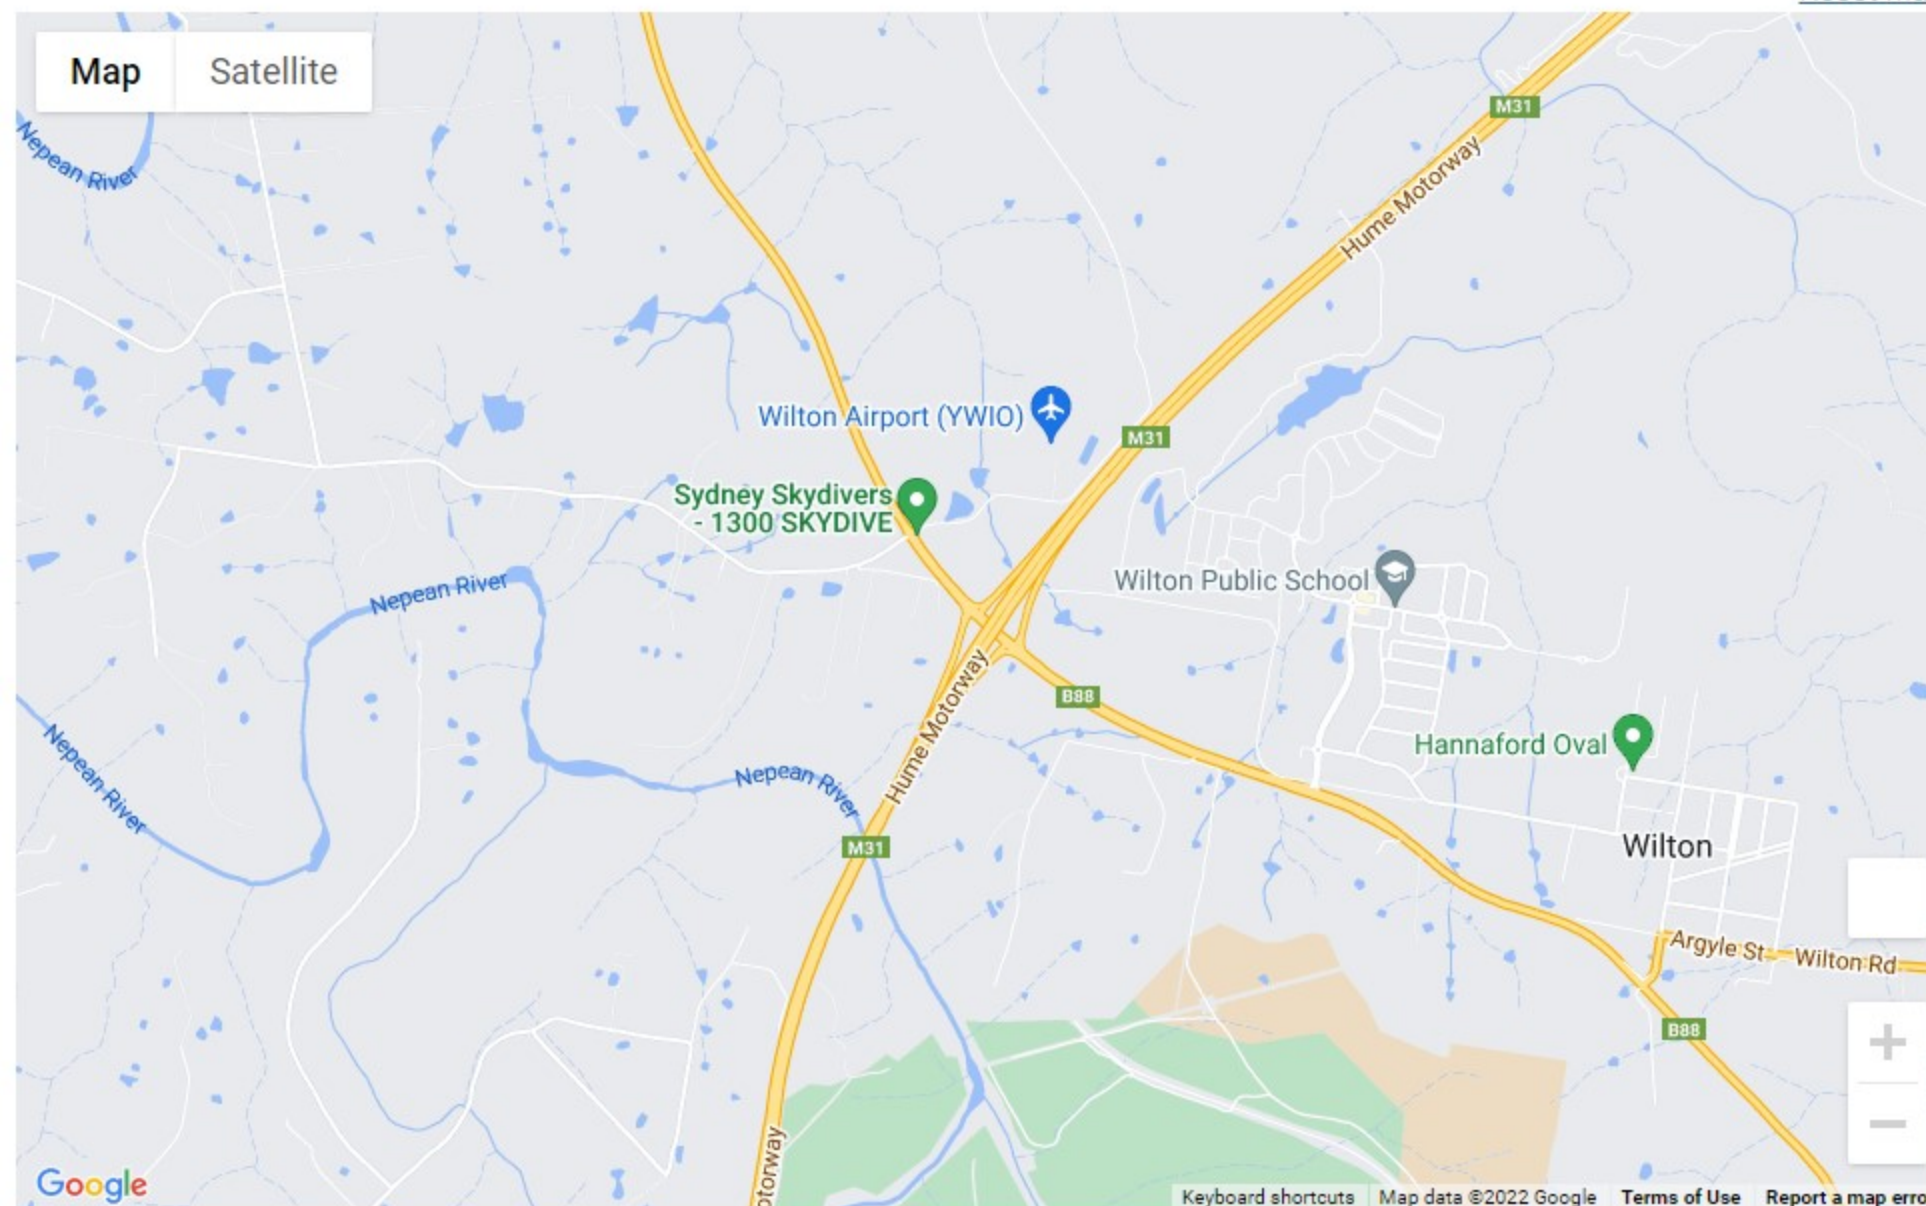 Map
Satellite
M31
Nepean River
Hume Motorway
Wilton Airport (YWIO)
M31
Sydney Skydivers
- 1300 SKYDIVE
Wilton Public School
Nepean River
B88
Hume Motorway
Hannaford Oval
Nepean River
Nepean River
M31
Wilton
Argyle St
Wilton Rd
B88
otorway
Google
Keyboard shortcuts
Map data ©2022 Google
Terms of Use
Report a map erro